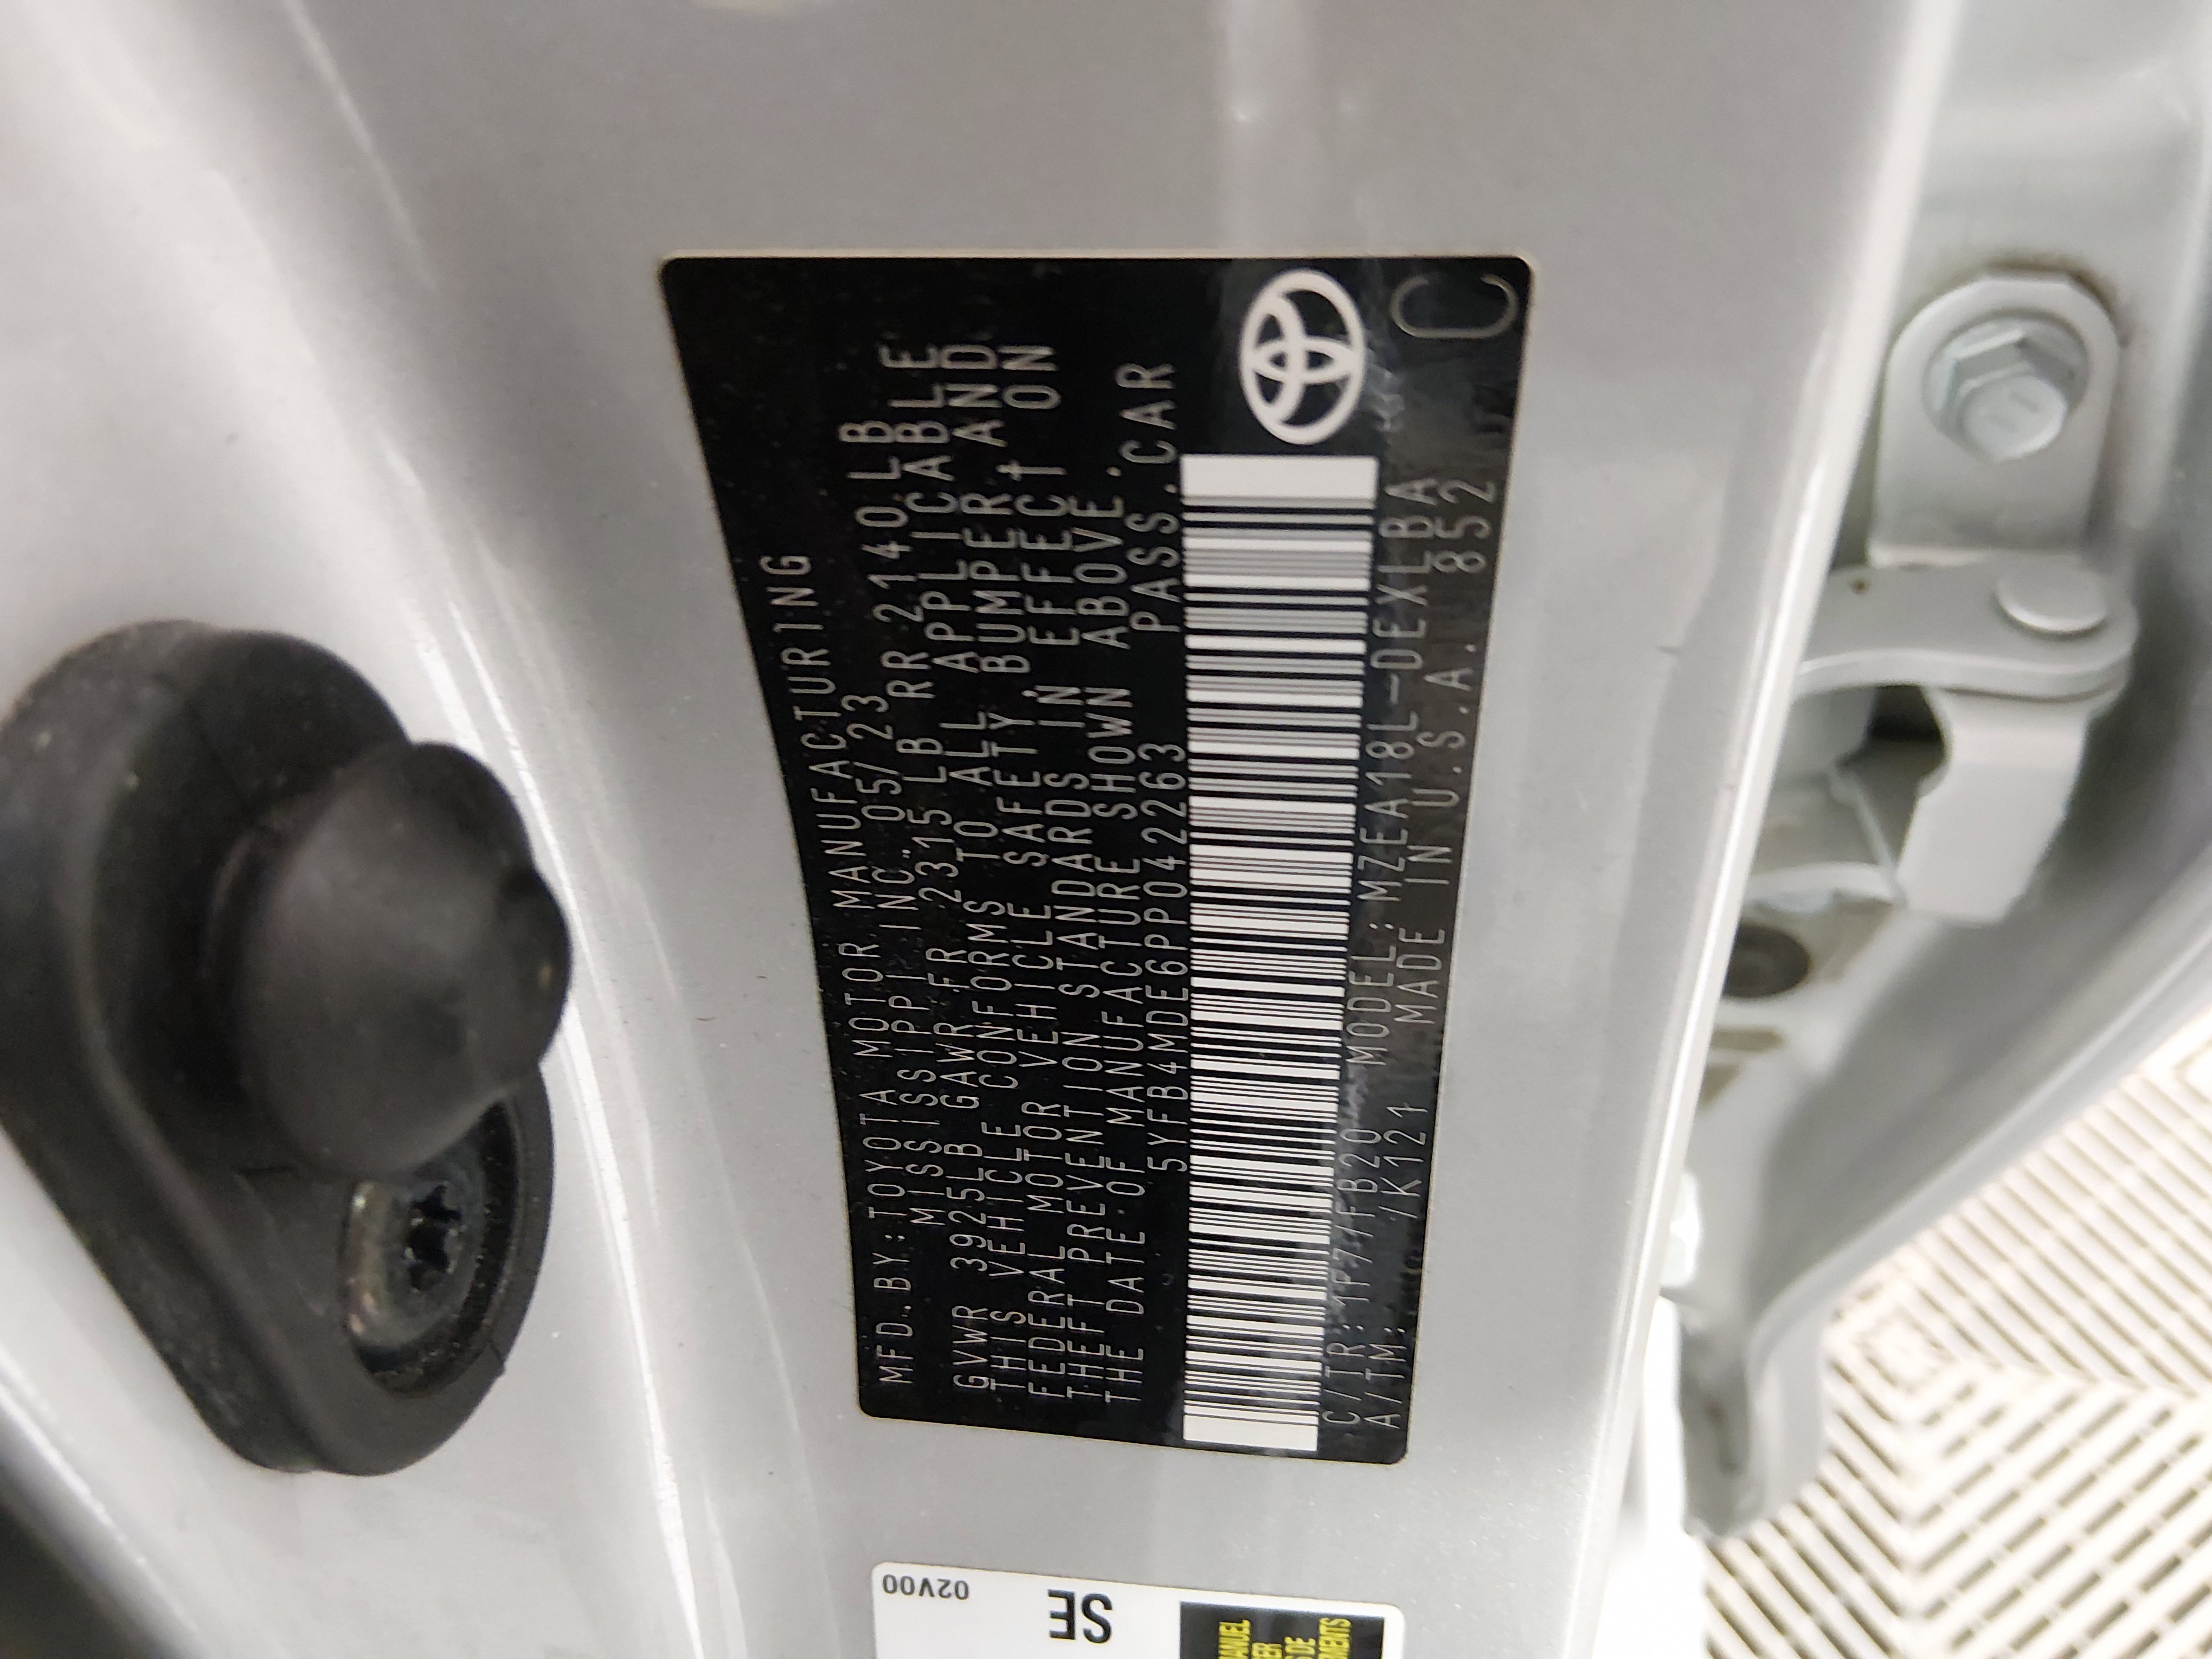 MFD. BY: TOYOTA MOTOR MANUFACTURING
MISSISSIPPI INC. 05/23
GVWR 3925LB GAWR FR 2315LB RR 2140LB
THIS VEHICLE CONFORMS TO ALL APPLICABLE
FEDERAL MOTOR VEHICLE SAFETY BUMPER, AND
THEFT PREVENTION STANDARDS IN EFFECT ON
THE DATE OF MANUFACTURE SHOWN ABOVE.
5YFB4MDE6PP042263 PASS.CAR
C/TR: 1F7/FB20 MODEL: MZEA18L-DEXLBA
A/TM: /K121 MADE IN U.S.A. 852
C
02V00
SE